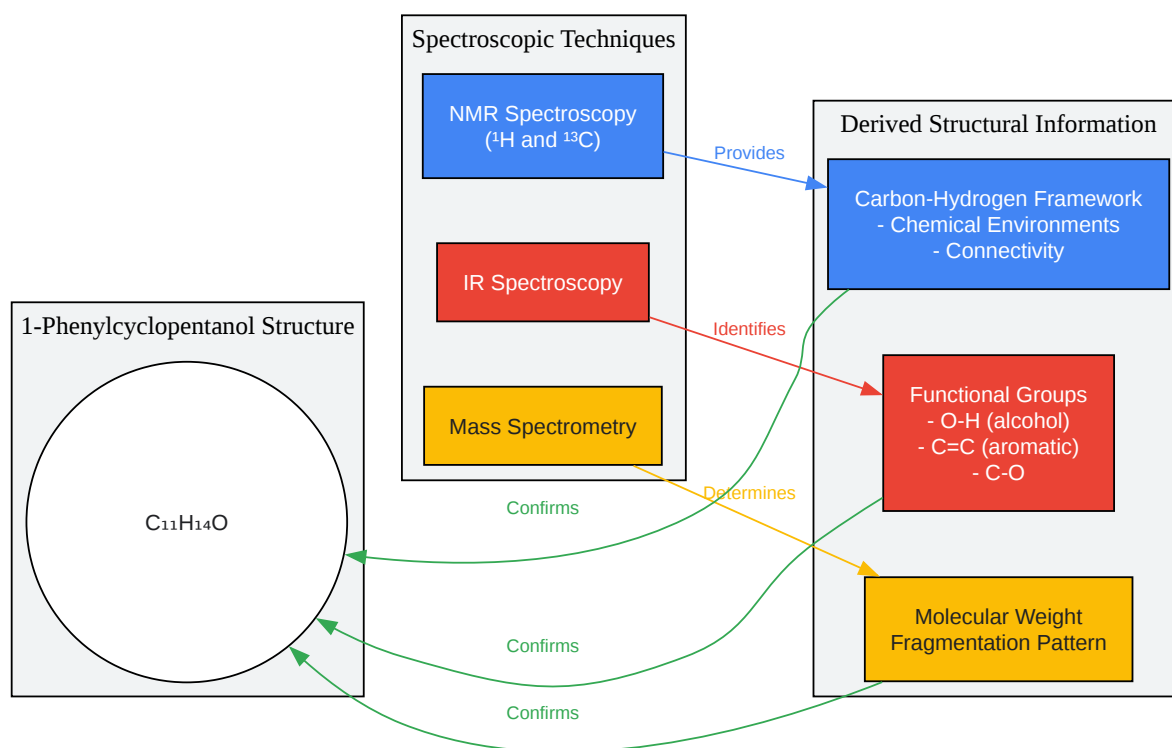 Spectroscopic Techniques
NMR Spectroscopy
(¹H and ¹³C)
IR Spectroscopy
Mass Spectrometry
Provides
Identifies
Determines
Derived Structural Information
Carbon-Hydrogen Framework
- Chemical Environments
- Connectivity
Functional Groups
- O-H (alcohol)
- C=C (aromatic)
- C-O
Molecular Weight
Fragmentation Pattern
1-Phenylcyclopentanol Structure
C₁₁H₁₄O
Confirms
Confirms
Confirms